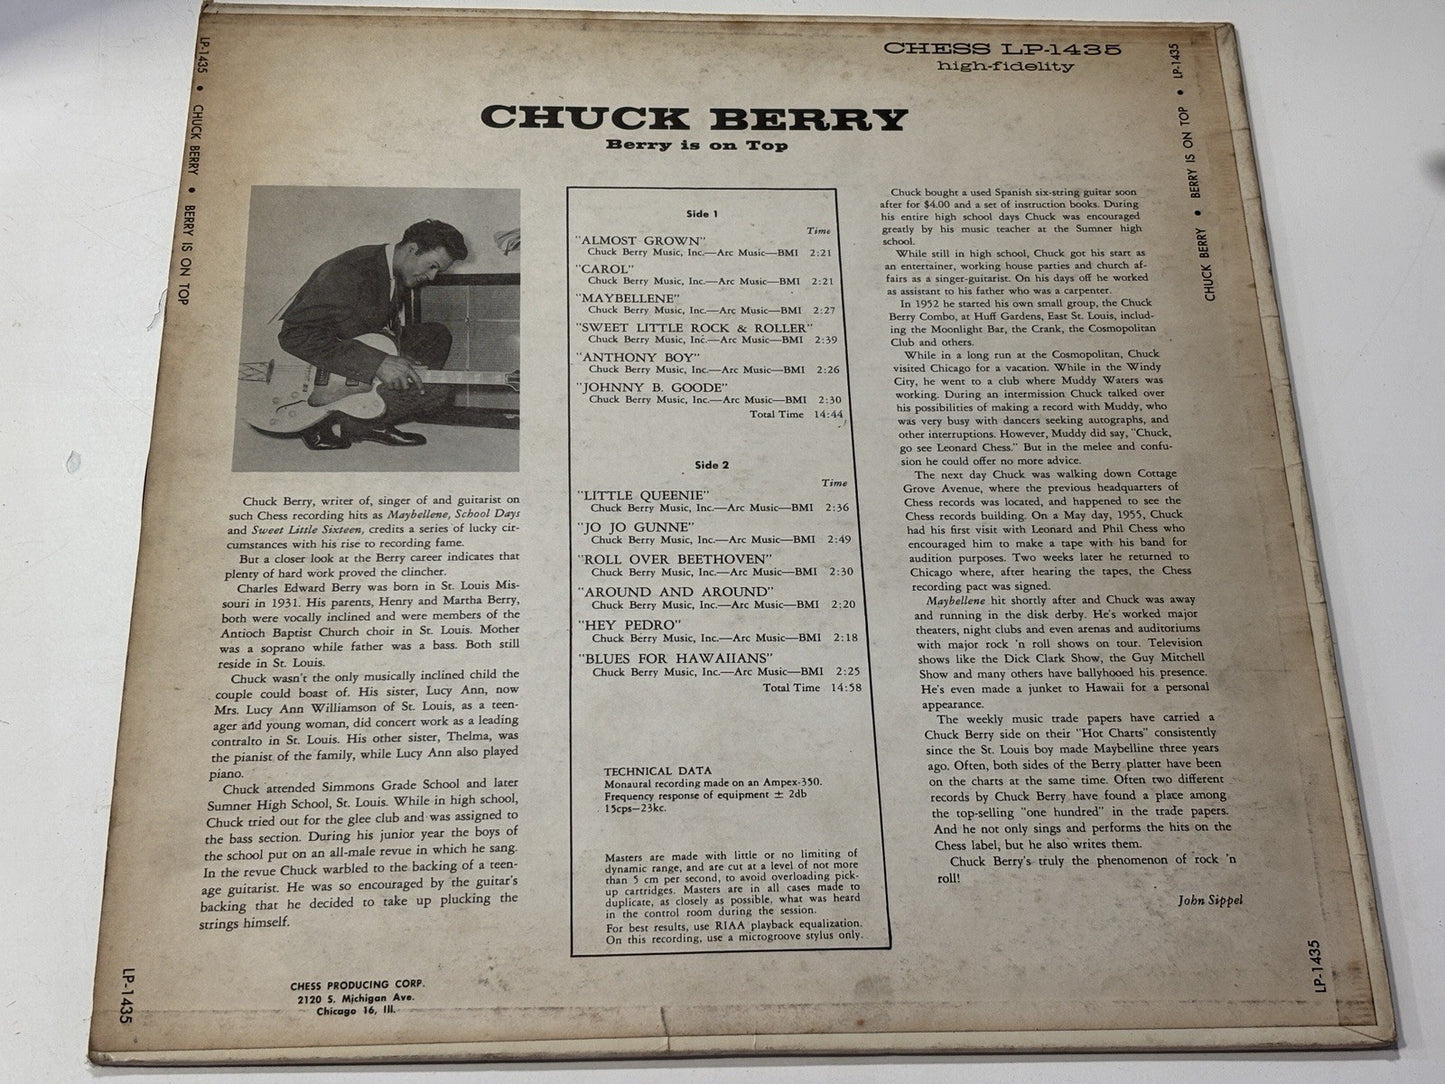 CHESS LP-1435
high-fidelity
CHUCK BERRY
Berry is on Top
LP-1435 • CHUCK BERRY • BERRY IS ON TOP
LP-1435
Chuck Berry, writer of, singer of and guitarist on
such Chess recording hits as Maybellene, School Days
and Sweet Little Sixteen, credits a series of lucky cir-
cumstances with his rise to recording fame.
But a closer look at the Berry career indicates that
plenty of hard work proved the clincher.
Charles Edward Berry was born in St. Louis Mis-
souri in 1931. His parents, Henry and Martha Berry,
both were vocally inclined and were members of the
Antioch Baptist Church choir in St. Louis. Mother
was a soprano while father was a bass. Both still
reside in St. Louis.
Chuck wasn't the only musically inclined child the
couple could boast of. His sister, Lucy Ann, now
Mrs. Lucy Ann Williamson of St. Louis, as a teen-
ager and young woman, did concert work as a leading
contralto in St. Louis. His other sister, Thelma, was
the pianist of the family, while Lucy Ann also played
piano.
Chuck attended Simmons Grade School and later
Sumner High School, St. Louis. While in high school,
Chuck tried out for the glee club and was assigned to
the bass section. During his junior year the boys of
the school put on an all-male revue in which he sang.
In the revue Chuck warbled to the backing of a teen-
age guitarist. He was so encouraged by the guitar's
backing that he decided to take up plucking the
strings himself.
CHESS PRODUCING CORP.
2120 S. Michigan Ave.
Chicago 16, Ill.
Side 1
Time
"ALMOST GROWN"
Chuck Berry Music, Inc.—Arc Music—BMI 2:21
"CAROL"
Chuck Berry Music, Inc.—Arc Music—BMI 2:21
"MAYBELLENE"
Chuck Berry Music, Inc.—Arc Music—BMI 2:27
"SWEET LITTLE ROCK & ROLLER"
Chuck Berry Music, Inc.—Arc Music—BMI 2:39
"ANTHONY BOY"
Chuck Berry Music, Inc.—Arc Music—BMI 2:26
"JOHNNY B. GOODE"
Chuck Berry Music, Inc.—Arc Music—BMI 2:30
Total Time 14:44
Side 2
Time
"LITTLE QUEENIE"
Chuck Berry Music, Inc.—Arc Music—BMI 2:36
"JO JO GUNNE"
Chuck Berry Music, Inc.—Arc Music—BMI 2:49
"ROLL OVER BEETHOVEN"
Chuck Berry Music, Inc.—Arc Music—BMI 2:30
"AROUND AND AROUND"
Chuck Berry Music, Inc.—Arc Music—BMI 2:20
"HEY PEDRO"
Chuck Berry Music, Inc.—Arc Music—BMI 2:18
"BLUES FOR HAWAIIANS"
Chuck Berry Music, Inc.—Arc Music—BMI 2:25
Total Time 14:58
TECHNICAL DATA
Monaural recording made on an Ampex-350.
Frequency response of equipment ± 2db
15cps—23kc.
Masters are made with little or no limiting of
dynamic range, and are cut at a level of not more
than 5 cm per second, to avoid overloading pick-
up cartridges. Masters are in all cases made to
duplicate, as closely as possible, what was heard
in the control room during the session.
For best results, use RIAA playback equalization.
On this recording, use a microgroove stylus only.
Chuck bought a used Spanish six-string guitar soon
after for $4.00 and a set of instruction books. During
his entire high school days Chuck was encouraged
greatly by his music teacher at the Sumner high
school.
While still in high school, Chuck got his start as
an entertainer, working house parties and church af-
fairs as a singer-guitarist. On his days off he worked
as assistant to his father who was a carpenter.
In 1952 he started his own small group, the Chuck
Berry Combo, at Huff Gardens, East St. Louis, includ-
ing the Moonlight Bar, the Crank, the Cosmopolitan
Club and others.
While in a long run at the Cosmopolitan, Chuck
visited Chicago for a vacation. While in the Windy
City, he went to a club where Muddy Waters was
working. During an intermission Chuck talked over
his possibilities of making a record with Muddy, who
was very busy with dancers seeking autographs, and
other interruptions. However, Muddy did say, "Chuck,
go see Leonard Chess." But in the melee and confu-
sion he could offer no more advice.
The next day Chuck was walking down Cottage
Grove Avenue, where the previous headquarters of
Chess records was located, and happened to see the
Chess records building. On a May day, 1955, Chuck
had his first visit with Leonard and Phil Chess who
encouraged him to make a tape with his band for
audition purposes. Two weeks later he returned to
Chicago where, after hearing the tapes, the Chess
recording pact was signed.
Maybellene hit shortly after and Chuck was away
and running in the disk derby. He's worked major
theaters, night clubs and even arenas and auditoriums
with major rock 'n roll shows on tour. Television
shows like the Dick Clark Show, the Guy Mitchell
Show and many others have ballyhooed his presence.
He's even made a junket to Hawaii for a personal
appearance.
The weekly music trade papers have carried a
Chuck Berry side on their "Hot Charts" consistently
since the St. Louis boy made Maybelline three years
ago. Often, both sides of the Berry platter have been
on the charts at the same time. Often two different
records by Chuck Berry have found a place among
the top-selling "one hundred" in the trade papers.
And he not only sings and performs the hits on the
Chess label, but he also writes them.
Chuck Berry's truly the phenomenon of rock 'n
roll!
John Sippel
CHUCK BERRY • BERRY IS ON TOP • LP-1435
LP-1435